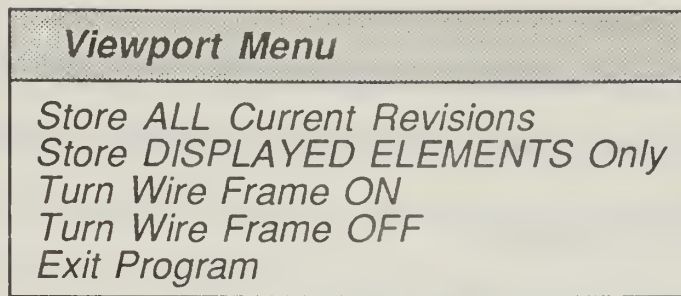 Viewport Menu
Store ALL Current Revisions
Store DISPLAYED ELEMENTS Only
Turn Wire Frame ON
Turn Wire Frame OFF
Exit Program